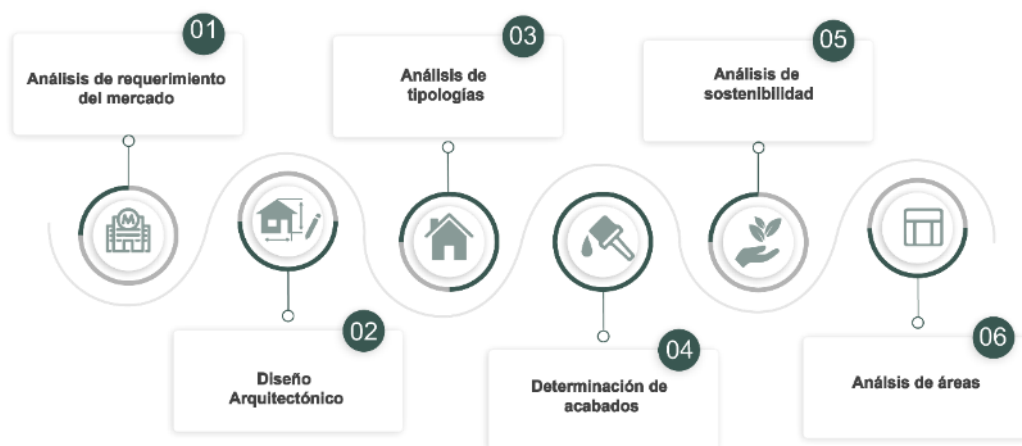 01
Análisis de requerimiento
del mercado
M
02
Diseño
Arquitectónico
03
Análisis de
tipologías
04
Determinación de
acabados
05
Análisis de
sostenibilidad
06
Análsis de áreas